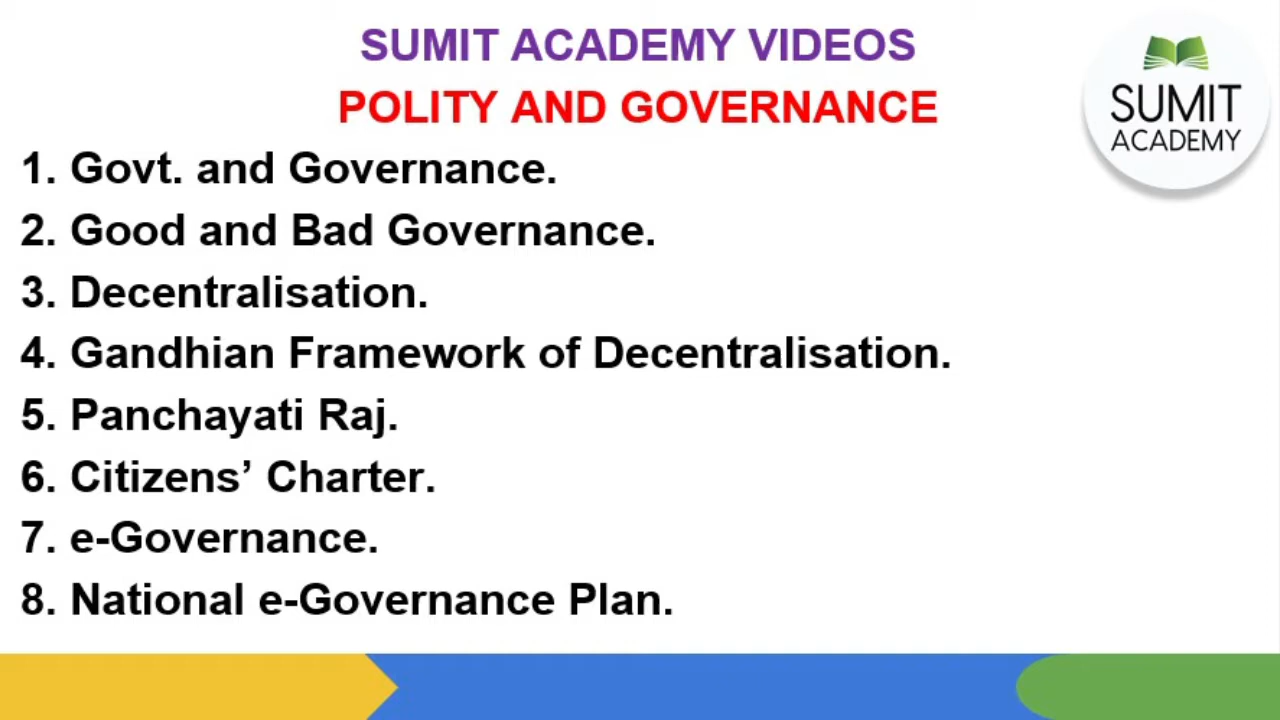 SUMIT ACADEMY VIDEOS
POLITY AND GOVERNANCE
SUMIT
ACADEMY
1. Govt. and Governance.
2. Good and Bad Governance.
3. Decentralisation.
4. Gandhian Framework of Decentralisation.
5. Panchayati Raj.
6. Citizens’ Charter.
7. e-Governance.
8. National e-Governance Plan.